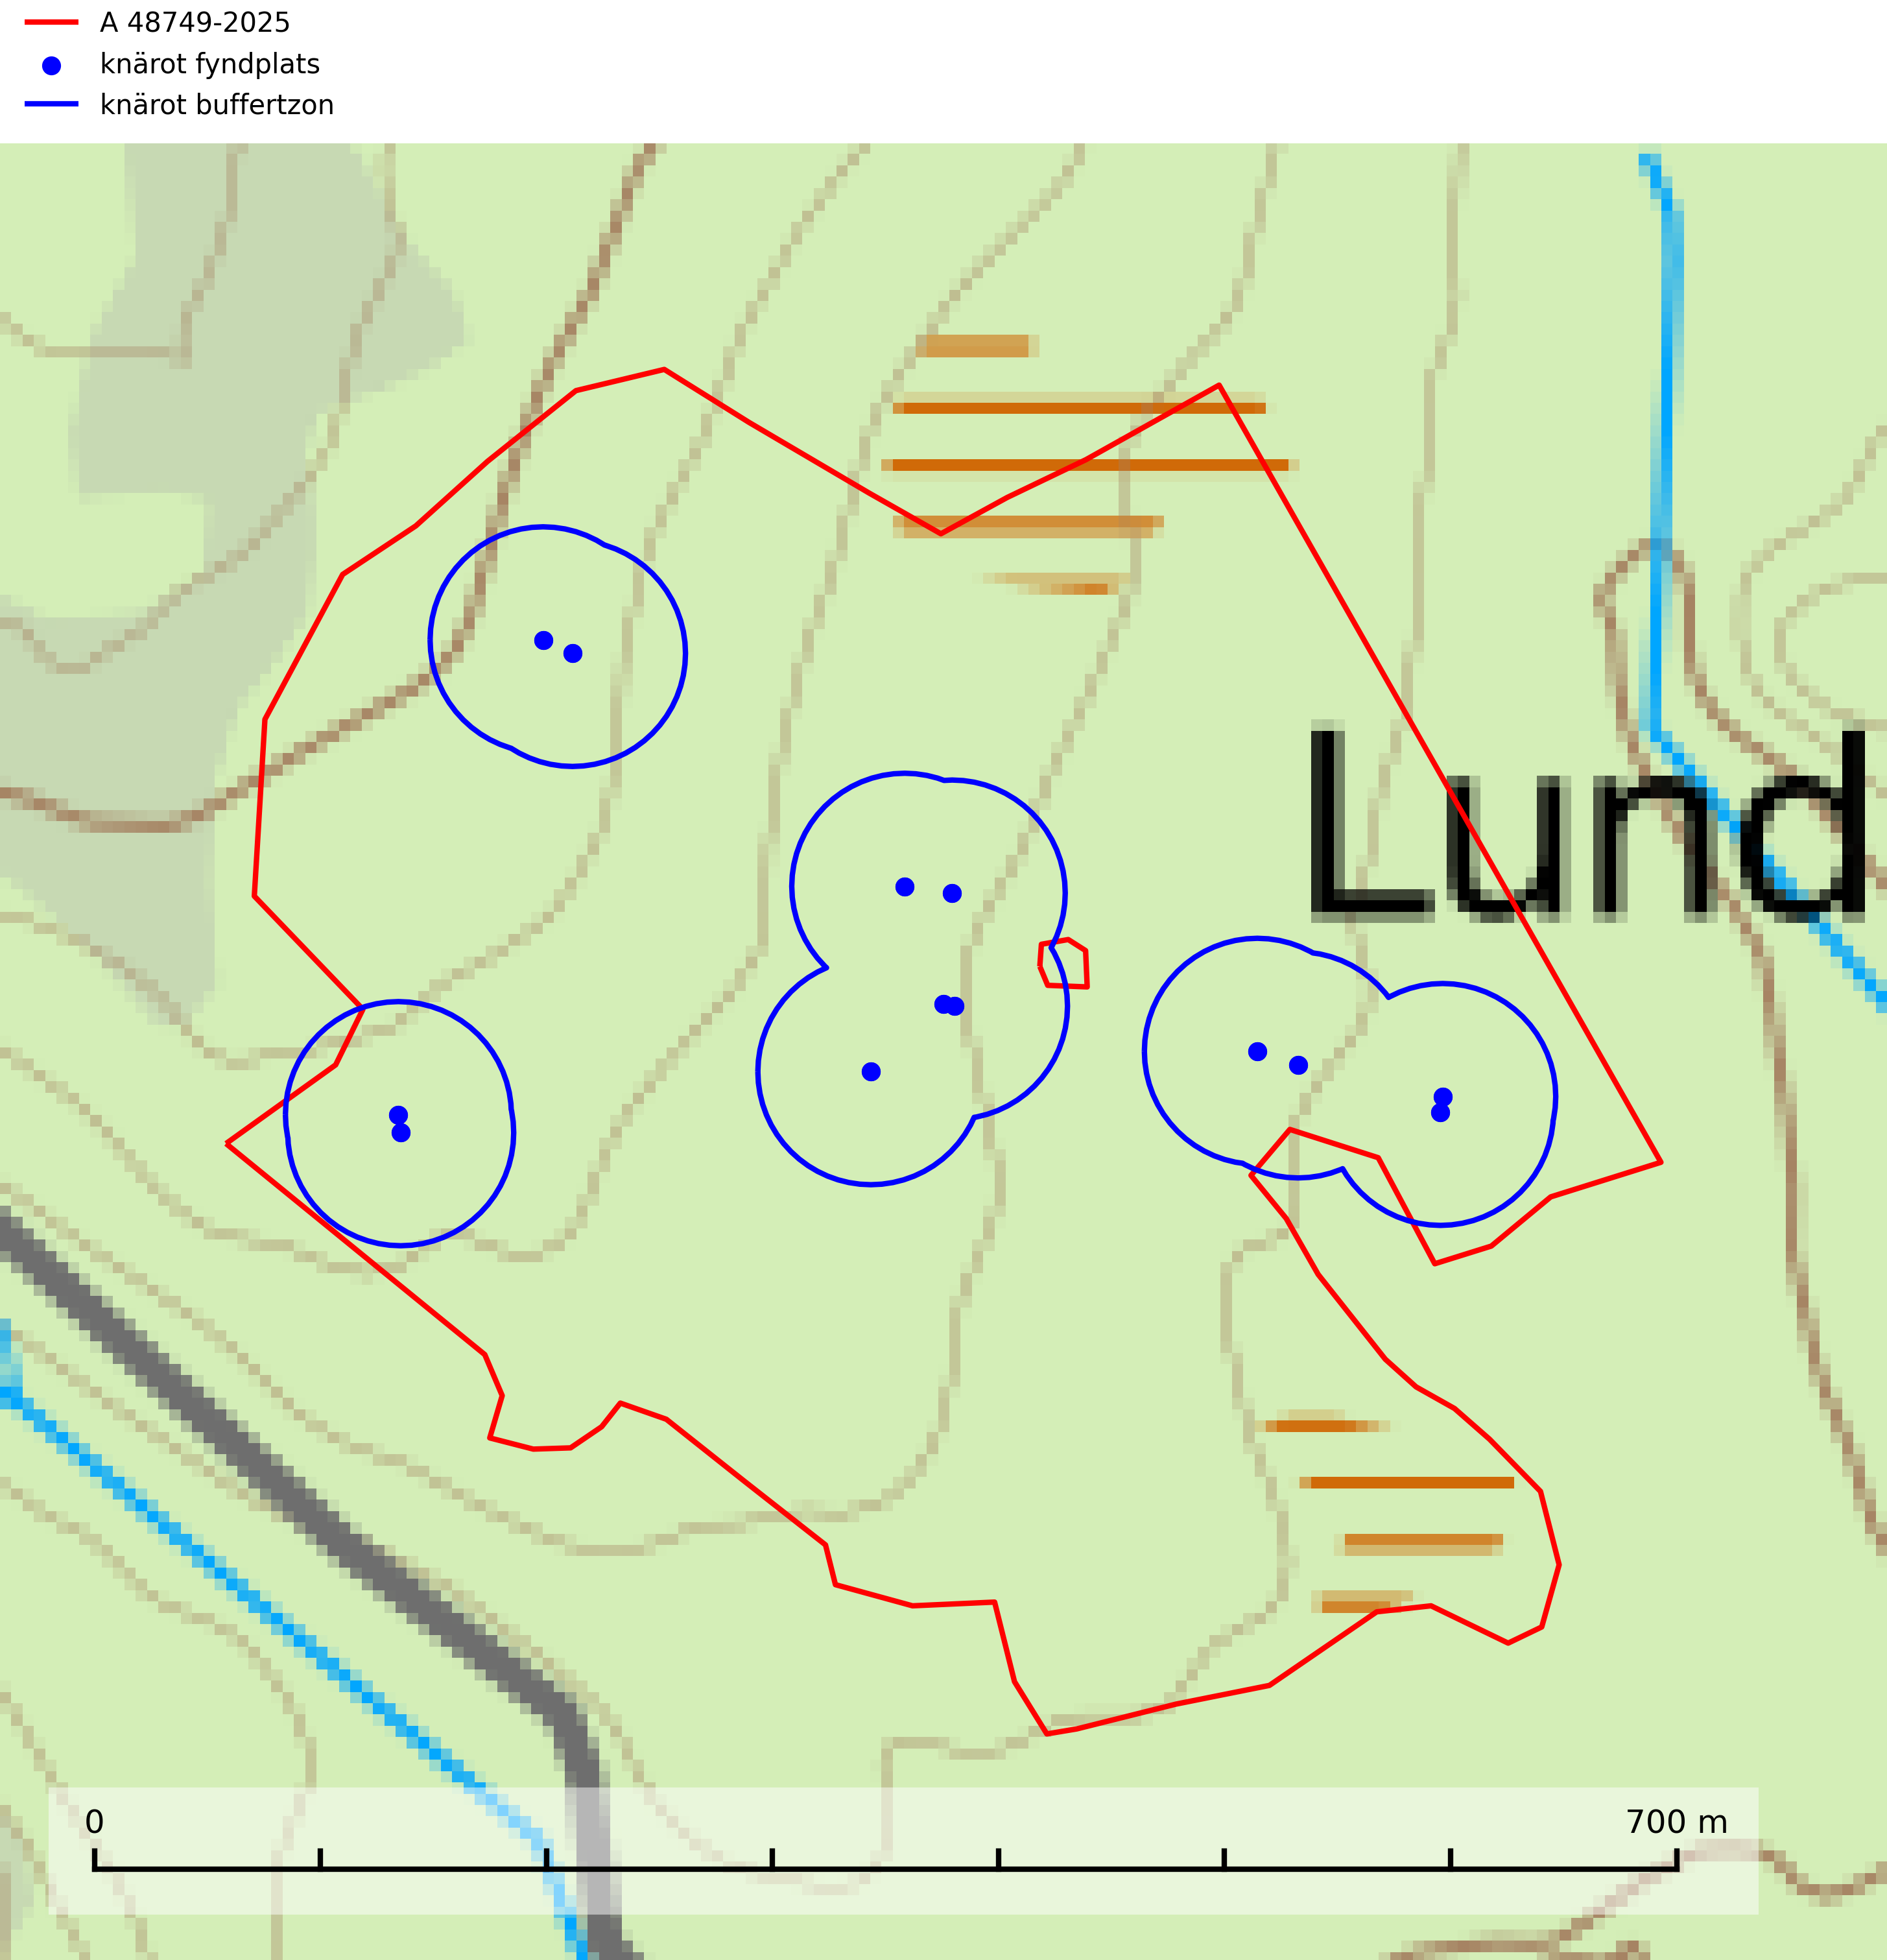 A 48749-2025
knärot fyndplats
knärot buffertzon
Lund
0 700 m